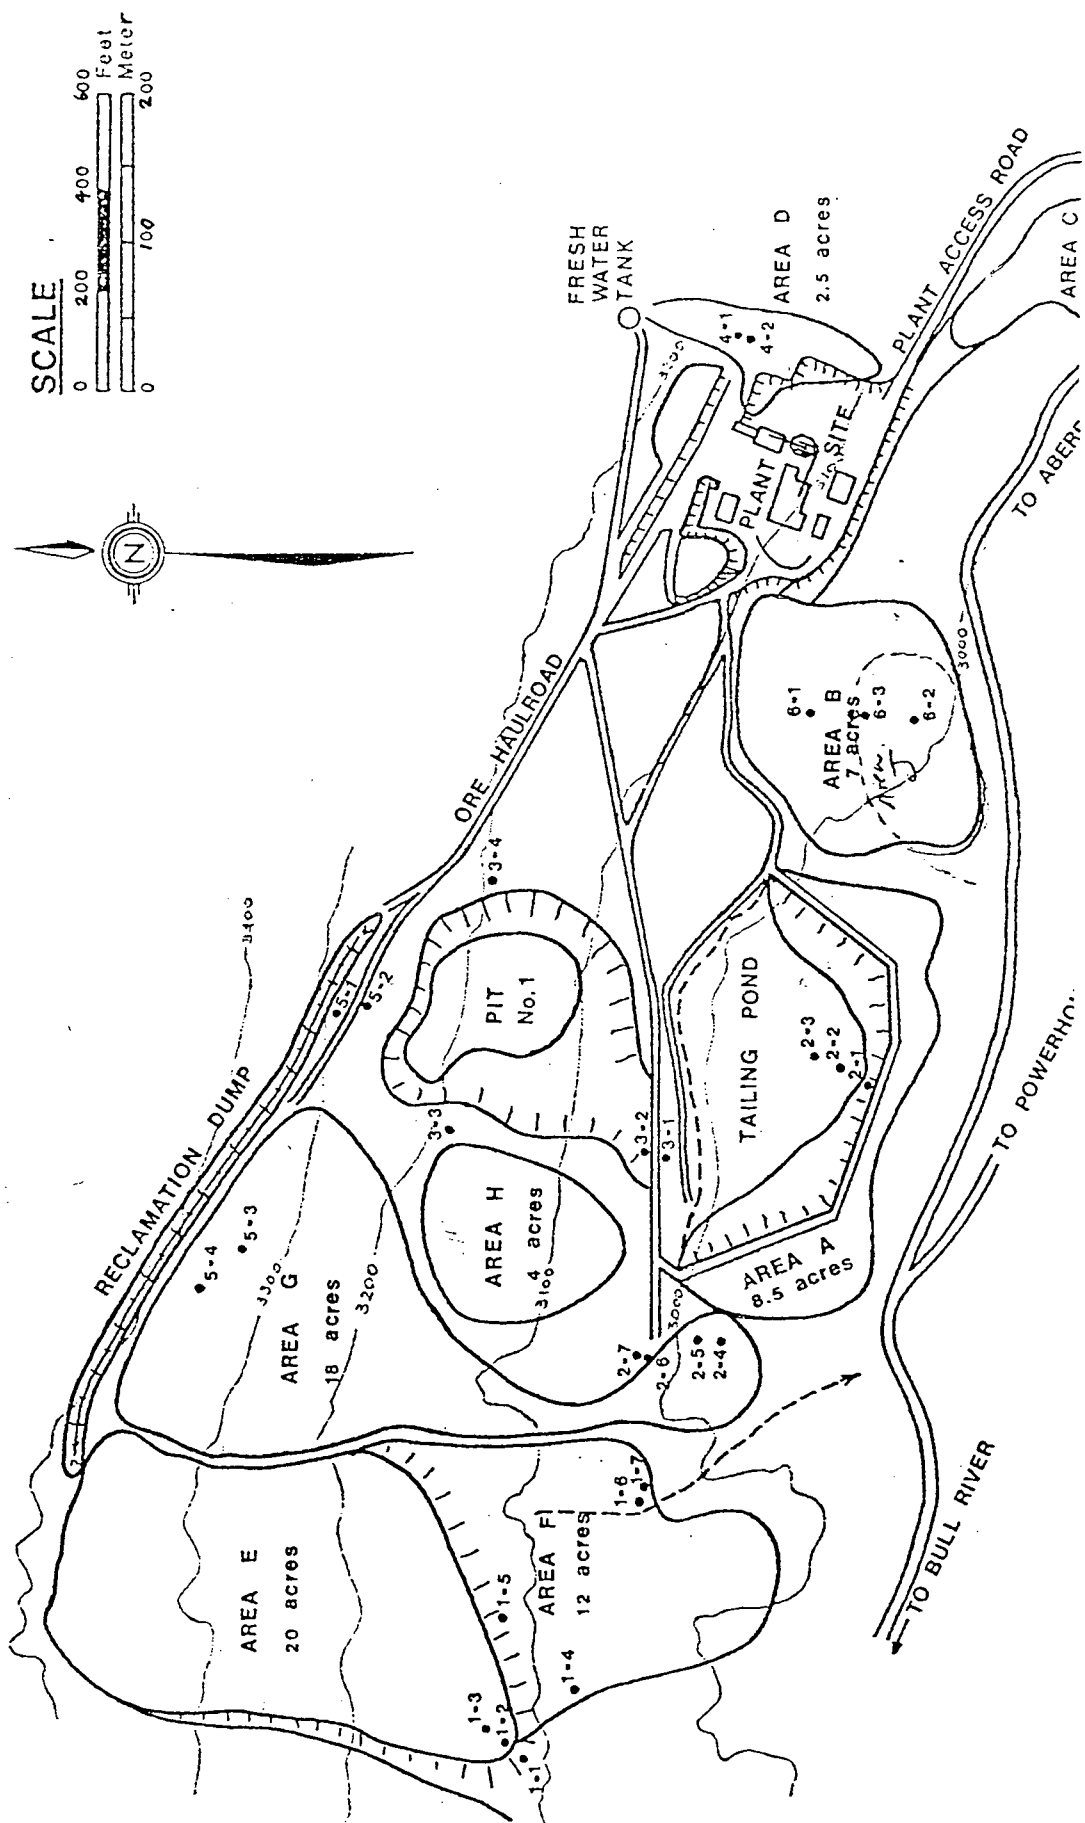 SCALE
0 200 400 600
Feet
Meter
0 100 200
N
FRESH
WATER
TANK
AREA D
2.5 acres
4-1
4-2
PLANT ACCESS ROAD
AREA C
PLANT
SITE
ORE HAULROAD
3-4
3400
RECLAMATION DUMP
5-1
5-2
5-3
5-4
PIT
No.1
3-3
3-2
3-1
AREA B
7 acres
6-1
6-3
6-2
3000
TAILING POND
2-3
2-2
2-1
AREA H
4 acres
3100
AREA A
8.5 acres
3300
AREA G
18 acres
3200
3000
2-7
2-6
2-5
2-4
AREA E
20 acres
AREA F
12 acres
1-7
1-6
1-5
1-4
1-3
1-2
1-1
TO POWERHOU
TO BULL RIVER